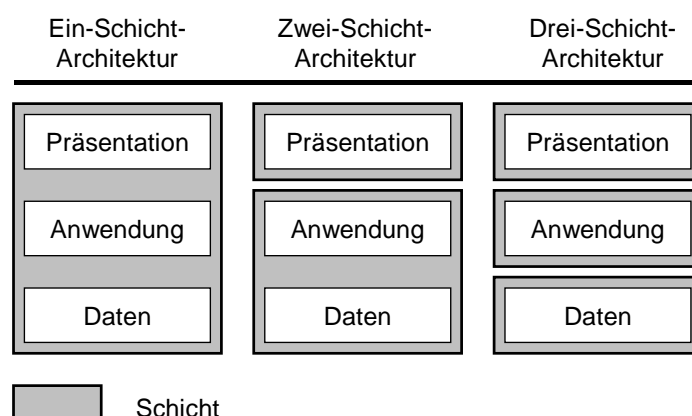 Ein-Schicht-
Architektur
Zwei-Schicht-
Architektur
Drei-Schicht-
Architektur
Präsentation
Präsentation
Präsentation
Anwendung
Anwendung
Anwendung
Daten
Daten
Daten
Schicht